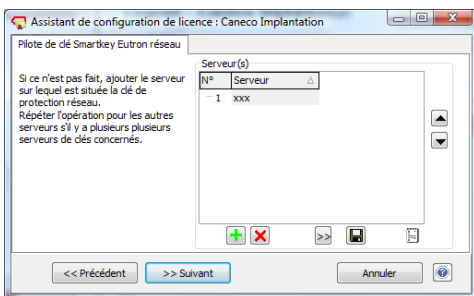 Assistant de configuration de licence : Caneco Implantation
Pilote de clé Smartkey Eutron réseau
Si ce n'est pas fait, ajouter le serveur
sur lequel est située la clé de
protection réseau.
Répéter l'opération pour les autres
serveurs s'il y a plusieurs plusieurs
serveurs de clés concernés.
Serveur(s)
N° Serveur
1 xxx
>>
<< Précédent >> Suivant Annuler